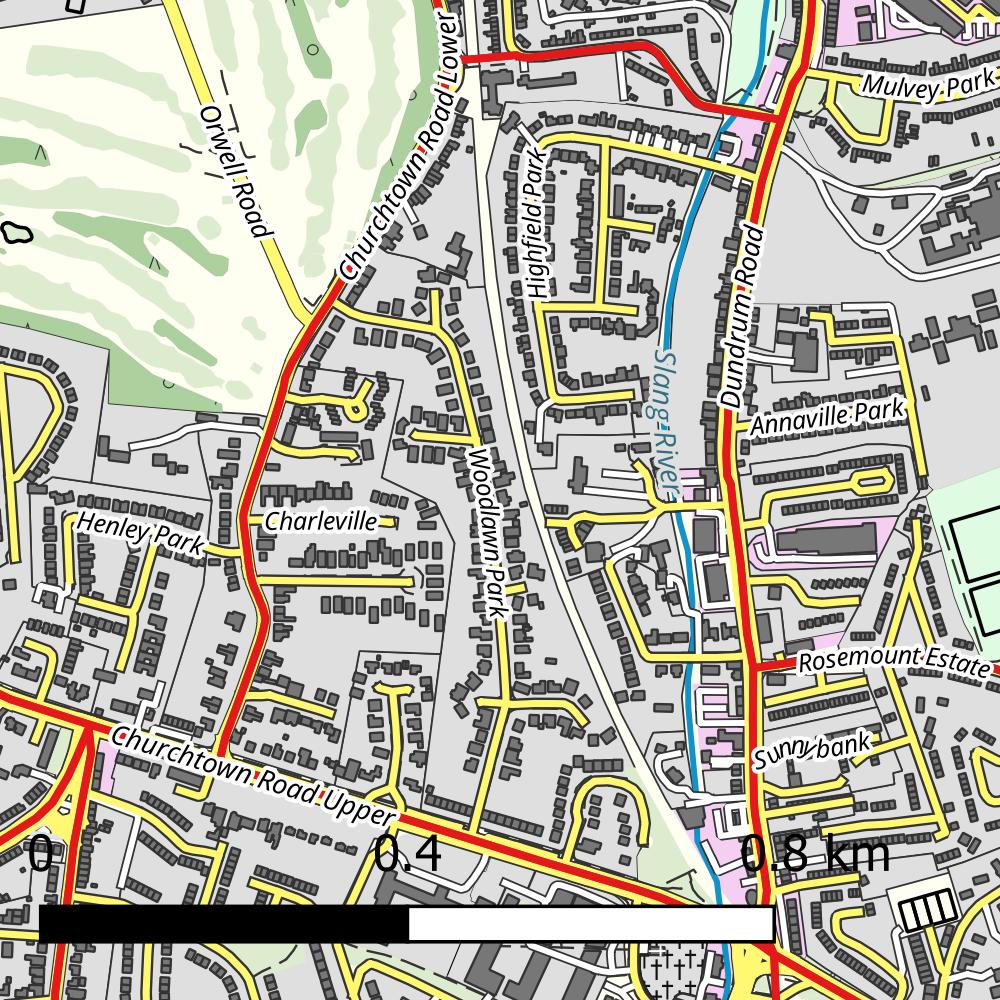 Churchtown Road Lower
Mulvey Park
Orwell Road
Highfield Park
Dundrum Road
Slang River
Annaville Park
Woodlawn Park
Henley Park
Charleville
Rosemount Estate
Churchtown Road Upper
Sunnybank
0
0.4
0.8 km